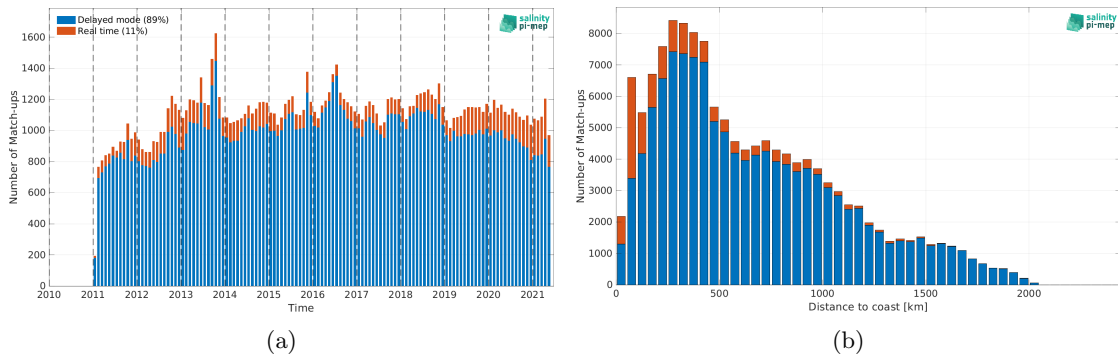 Delayed mode (89%)
Real time (11%)
salinity
pi-mep
Number of Match-ups
1600
1400
1200
1000
800
600
400
200
0
2010 2011 2012 2013 2014 2015 2016 2017 2018 2019 2020 2021
Time
(a)
salinity
pi-mep
Number of Match-ups
8000
7000
6000
5000
4000
3000
2000
1000
0
0 500 1000 1500 2000
Distance to coast [km]
(b)